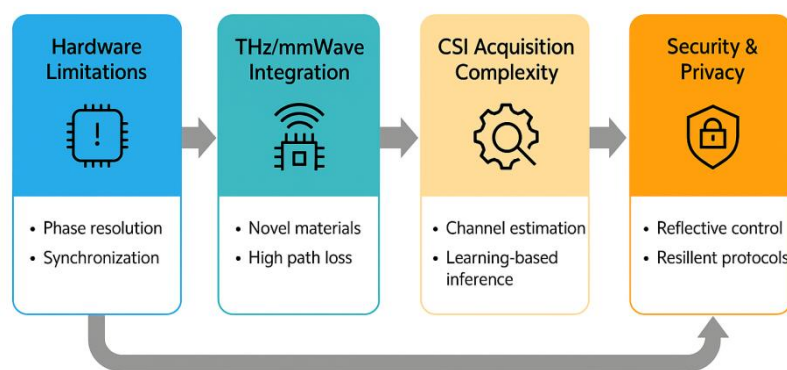 Hardware
Limitations
• Phase resolution
• Synchronization
THz/mmWave
Integration
• Novel materials
• High path loss
CSI Acquisition
Complexity
• Channel estimation
• Learning-based
inference
Security &
Privacy
• Reflective control
• Resillent protocols